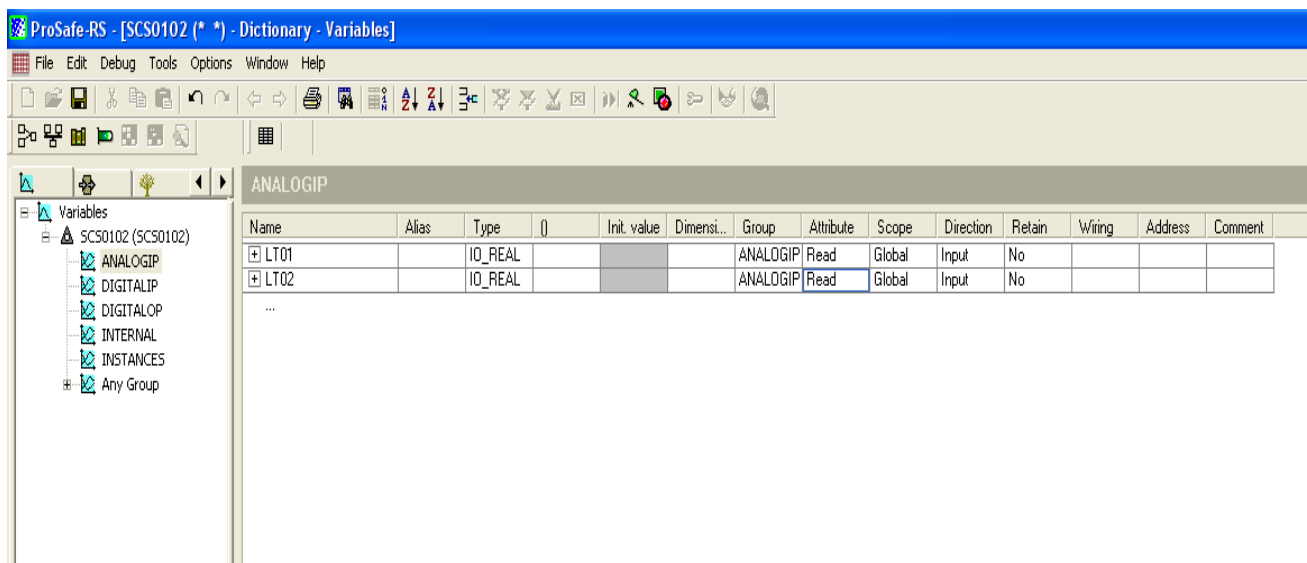 ProSafe-RS - [SCS0102 (* *) - Dictionary - Variables]
File Edit Debug Tools Options Window Help
ANALOGIP
Variables
SCS0102 (SCS0102)
ANALOGIP
DIGITALIP
DIGITALOP
INTERNAL
INSTANCES
Any Group
Name Alias Type () Init. value Dimensi... Group Attribute Scope Direction Retain Wiring Address Comment
LT01 IO_REAL ANALOGIP Read Global Input No
LT02 IO_REAL ANALOGIP Read Global Input No
...